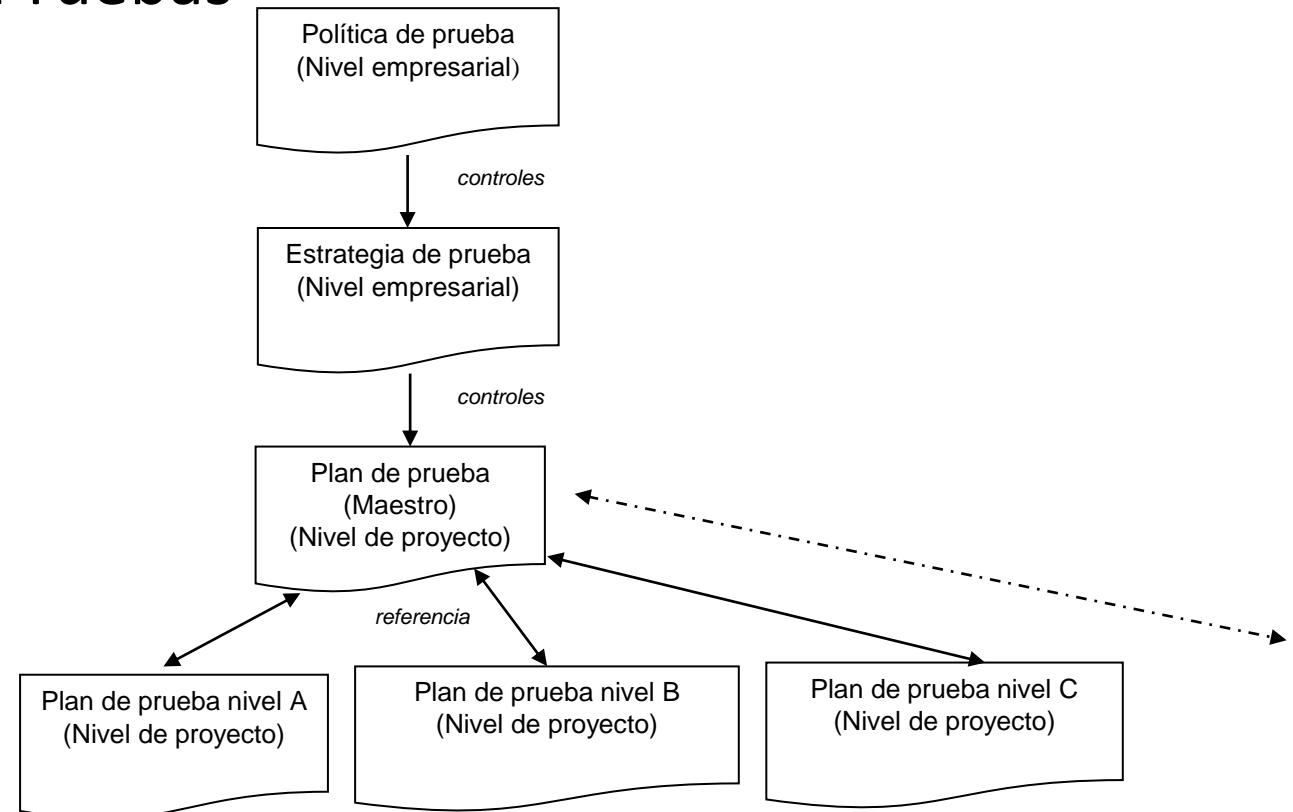 Política de prueba
(Nivel empresarial)
controles
Estrategia de prueba
(Nivel empresarial)
controles
Plan de prueba
(Maestro)
(Nivel de proyecto)
referencia
Plan de prueba nivel A
(Nivel de proyecto)
Plan de prueba nivel B
(Nivel de proyecto)
Plan de prueba nivel C
(Nivel de proyecto)